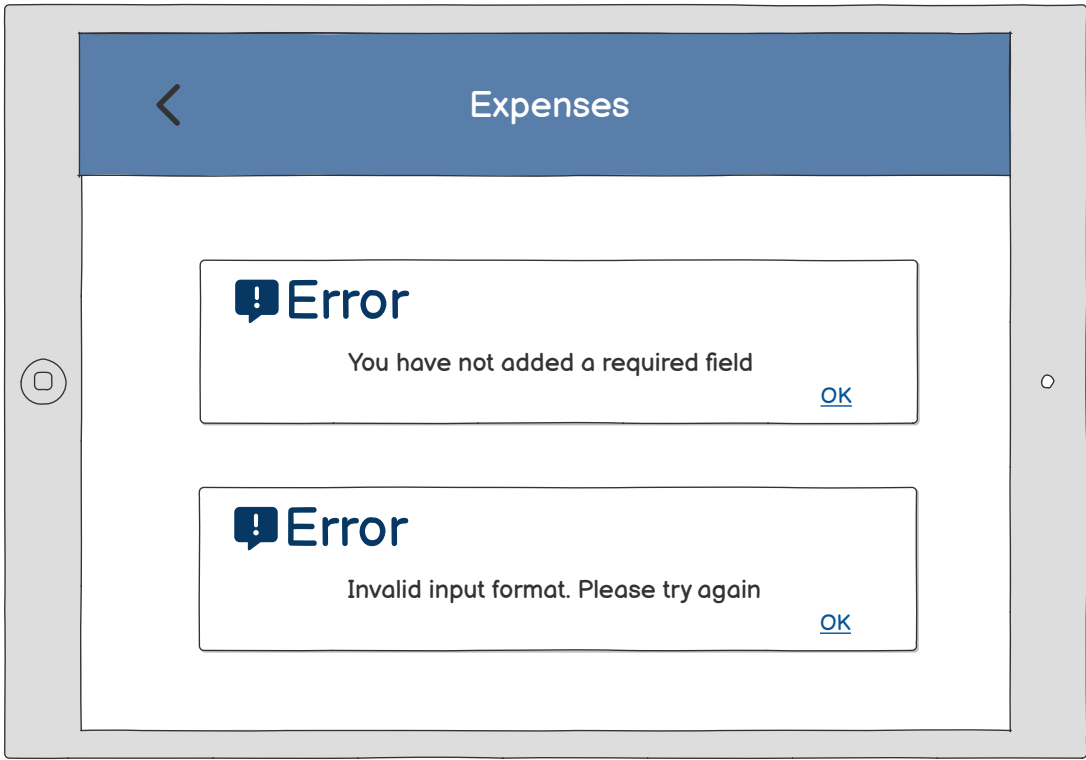 Expenses
Error
You have not added a required field
OK
Error
Invalid input format. Please try again
OK